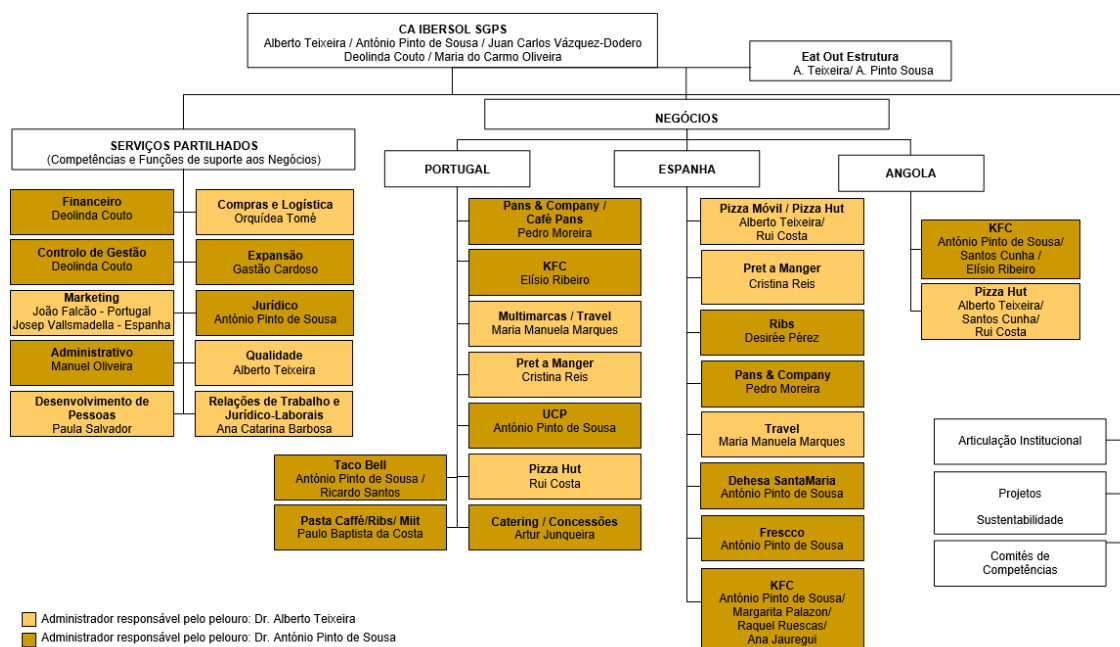 CA IBERSOL SGPS
Alberto Teixeira / António Pinto de Sousa / Juan Carlos Vázquez-Dodero
Deolinda Couto / Maria do Carmo Oliveira
Eat Out Estrutura
A. Teixeira/ A. Pinto Sousa
SERVIÇOS PARTILHADOS
(Competências e Funções de suporte aos Negócios)
NEGÓCIOS
PORTUGAL
ESPANHA
ANGOLA
Financeiro
Deolinda Couto
Compras e Logística
Orquídea Tomé
Controlo de Gestão
Deolinda Couto
Expansão
Gastão Cardoso
Marketing
João Falcão - Portugal
Josep Vallsmadella - Espanha
Jurídico
António Pinto de Sousa
Administrativo
Manuel Oliveira
Qualidade
Alberto Teixeira
Desenvolvimento de
Pessoas
Paula Salvador
Relações de Trabalho e
Jurídico-Laborais
Ana Catarina Barbosa
Pans & Company /
Café Pans
Pedro Moreira
KFC
Elísio Ribeiro
Multimarcas / Travel
Maria Manuela Marques
Pret a Manger
Cristina Reis
UCP
António Pinto de Sousa
Taco Bell
António Pinto de Sousa /
Ricardo Santos
Pizza Hut
Rui Costa
Pasta Caffé/Ribs/ Miit
Paulo Baptista da Costa
Catering / Concessões
Artur Junqueira
Pizza Móvil / Pizza Hut
Alberto Teixeira/
Rui Costa
Pret a Manger
Cristina Reis
Ribs
Desirée Pérez
Pans & Company
Pedro Moreira
Travel
Maria Manuela Marques
Dehesa SantaMaria
António Pinto de Sousa
Frescco
António Pinto de Sousa
KFC
António Pinto de Sousa/
Margarita Palazon/
Raquel Ruescas/
Ana Jauregui
KFC
António Pinto de Sousa/
Santos Cunha /
Elísio Ribeiro
Pizza Hut
Alberto Teixeira/
Santos Cunha/
Rui Costa
Articulação Institucional
Projetos
Sustentabilidade
Comités de
Competências
Administrador responsável pelo pelouro: Dr. Alberto Teixeira
Administrador responsável pelo pelouro: Dr. António Pinto de Sousa